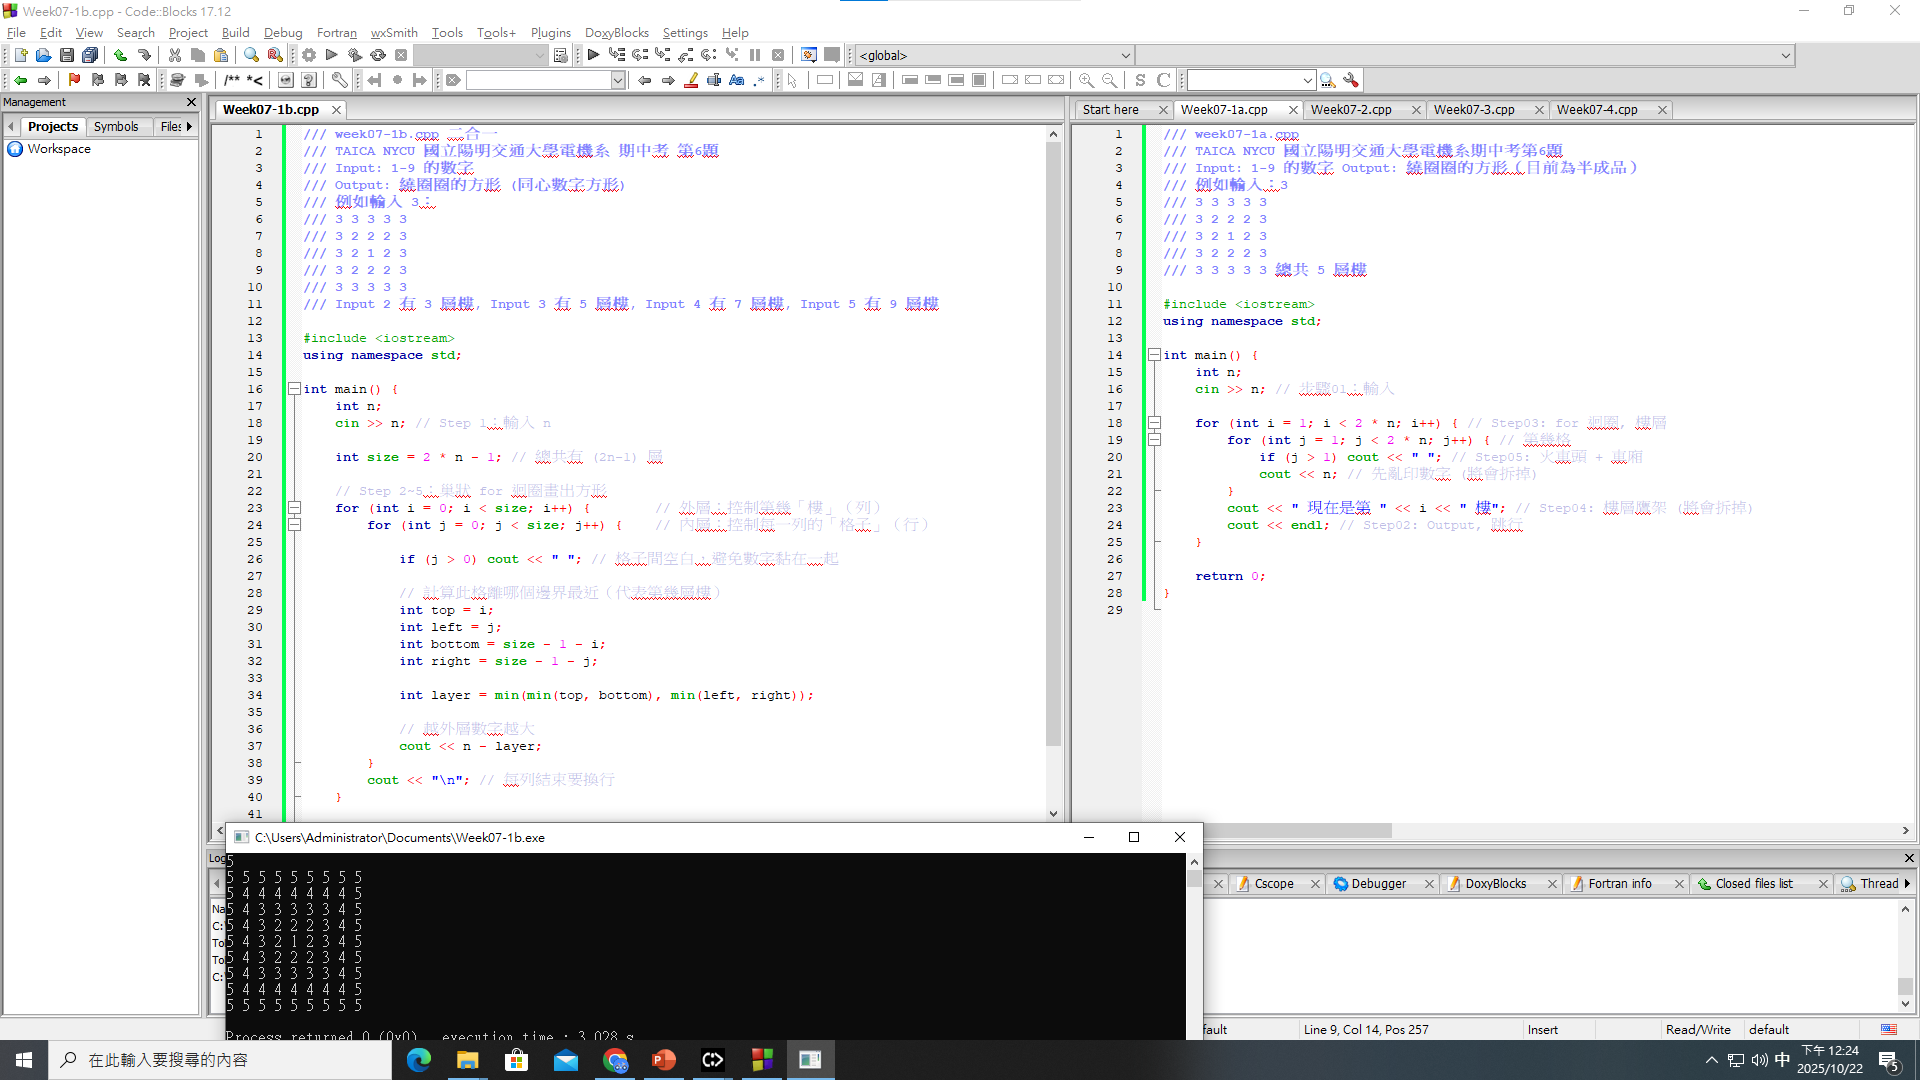 Week07-1b.cpp - Code::Blocks 17.12
File Edit View Search Project Build Debug Fortran wxSmith Tools Tools+ Plugins DoxyBlocks Settings Help
<global>
/** *<
Management
Projects Symbols Files
Workspace
Week07-1b.cpp
1 /// week07-1b.cpp 二合一
2 /// TAICA NYCU 國立陽明交通大學電機系 期中考 第6題
3 /// Input: 1-9 的數字
4 /// Output: 繞圈圈的方形 (同心數字方形)
5 /// 例如輸入 3：
6 /// 3 3 3 3 3
7 /// 3 2 2 2 3
8 /// 3 2 1 2 3
9 /// 3 2 2 2 3
10 /// 3 3 3 3 3
11 /// Input 2 有 3 層樓, Input 3 有 5 層樓, Input 4 有 7 層樓, Input 5 有 9 層樓
12
13 #include <iostream>
14 using namespace std;
15
16 int main() {
17 int n;
18 cin >> n; // Step 1：輸入 n
19
20 int size = 2 * n - 1; // 總共有 (2n-1) 層
21
22 // Step 2~5：巢狀 for 迴圈畫出方形
23 for (int i = 0; i < size; i++) { // 外層：控制第幾「樓」（列）
24 for (int j = 0; j < size; j++) { // 內層：控制每一列的「格子」（行）
25
26 if (j > 0) cout << " "; // 格子間空白，避免數字黏在一起
27
28 // 計算此格離哪個邊界最近（代表第幾層樓）
29 int top = i;
30 int left = j;
31 int bottom = size - 1 - i;
32 int right = size - 1 - j;
33
34 int layer = min(min(top, bottom), min(left, right));
35
36 // 越外層數字越大
37 cout << n - layer;
38 }
39 cout << "\n"; // 每列結束要換行
40 }
41
Start here Week07-1a.cpp Week07-2.cpp Week07-3.cpp Week07-4.cpp
1 /// week07-1a.cpp
2 /// TAICA NYCU 國立陽明交通大學電機系期中考第6題
3 /// Input: 1-9 的數字 Output: 繞圈圈的方形（目前為半成品）
4 /// 例如輸入：3
5 /// 3 3 3 3 3
6 /// 3 2 2 2 3
7 /// 3 2 1 2 3
8 /// 3 2 2 2 3
9 /// 3 3 3 3 3 總共 5 層樓
10
11 #include <iostream>
12 using namespace std;
13
14 int main() {
15 int n;
16 cin >> n; // 步驟01：輸入
17
18 for (int i = 1; i < 2 * n; i++) { // Step03: for 迴圈, 樓層
19 for (int j = 1; j < 2 * n; j++) { // 第幾格
20 if (j > 1) cout << " "; // Step05: 火車頭 + 車廂
21 cout << n; // 先亂印數字 (將會拆掉)
22 }
23 cout << " 現在是第 " << i << " 樓"; // Step04: 樓層鷹架 (將會拆掉)
24 cout << endl; // Step02: Output, 跳行
25 }
26
27 return 0;
28 }
29
C:\Users\Administrator\Documents\Week07-1b.exe
5
5 5 5 5 5 5 5 5 5
5 4 4 4 4 4 4 4 5
5 4 3 3 3 3 3 4 5
5 4 3 2 2 2 3 4 5
5 4 3 2 1 2 3 4 5
5 4 3 2 2 2 3 4 5
5 4 3 3 3 3 3 4 5
5 4 4 4 4 4 4 4 5
5 5 5 5 5 5 5 5 5
Process returned 0 (0x0) execution time : 3.028 s
Cscope Debugger DoxyBlocks Fortran info Closed files list Thread
Line 9, Col 14, Pos 257 Insert Read/Write default
在此輸入要搜尋的內容
中
下午 12:24
2025/10/22
5